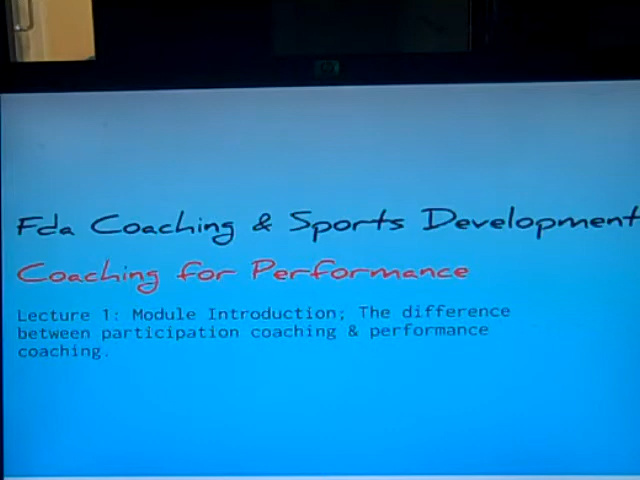 Fda Coaching & Sports Development
Coaching for Performance
Lecture 1: Module Introduction; The difference
between participation coaching & performance
coaching.